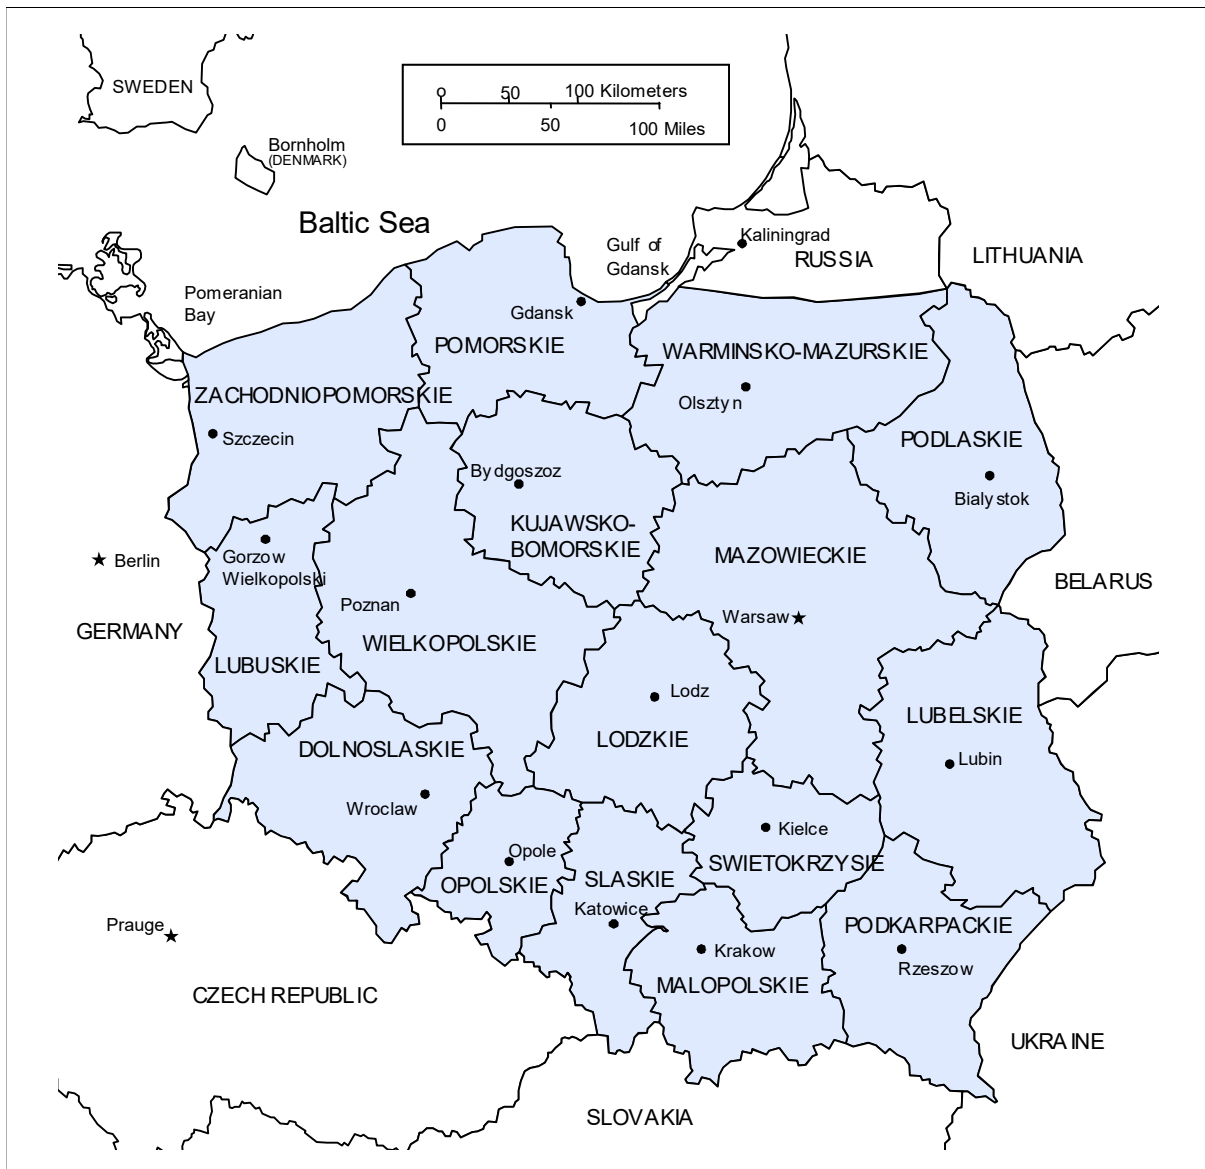 SWEDEN
0 50 100 Kilometers
0 50 100 Miles
Bornholm
(DENMARK)
Baltic Sea
Gulf of
Gdansk
Kaliningrad
RUSSIA
LITHUANIA
Pomeranian
Bay
Gdansk
POMORSKIE
WARMINSKO-MAZURSKIE
ZACHODNIOPOMORSKIE
Olsztyn
Szczecin
PODLASKIE
Bydgoszoz
Bialystok
KUJAWSKO-
BOMORSKIE
Berlin
Gorzow
Wielkopolski
MAZOWIECKIE
BELARUS
Poznan
Warsaw
GERMANY
WIELKOPOLSKIE
LUBUSKIE
Lodz
LUBELSKIE
LODZKIE
DOLNOSLASKIE
Lubin
Wroclaw
Kielce
SWIETOKRZYSIE
Opole
OPOLSKIE
SLASKIE
Katowice
Prauge
PODKARPACKIE
Krakow
Rzeszow
MALOPOLSKIE
CZECH REPUBLIC
UKRAINE
SLOVAKIA